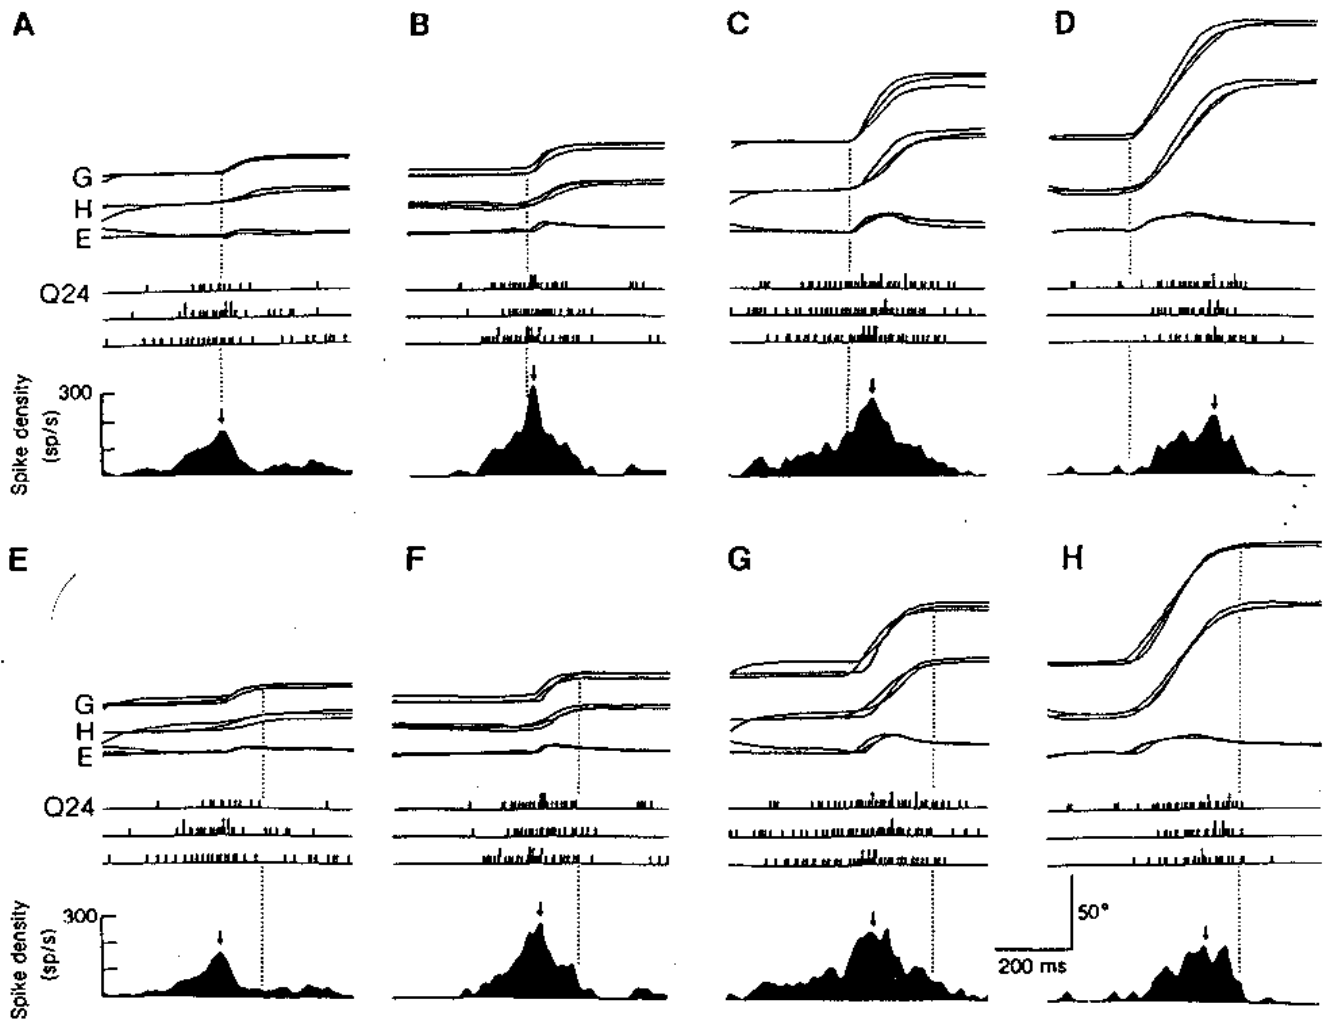 A B C D
G
H
E
Q24
300
Spike density
(sp/s)
E F G H
G
H
E
Q24
300
Spike density
(sp/s)
50°
200 ms